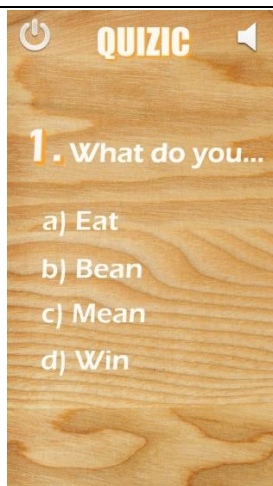 QUIZIC
1. What do you...
a) Eat
b) Bean
c) Mean
d) Win